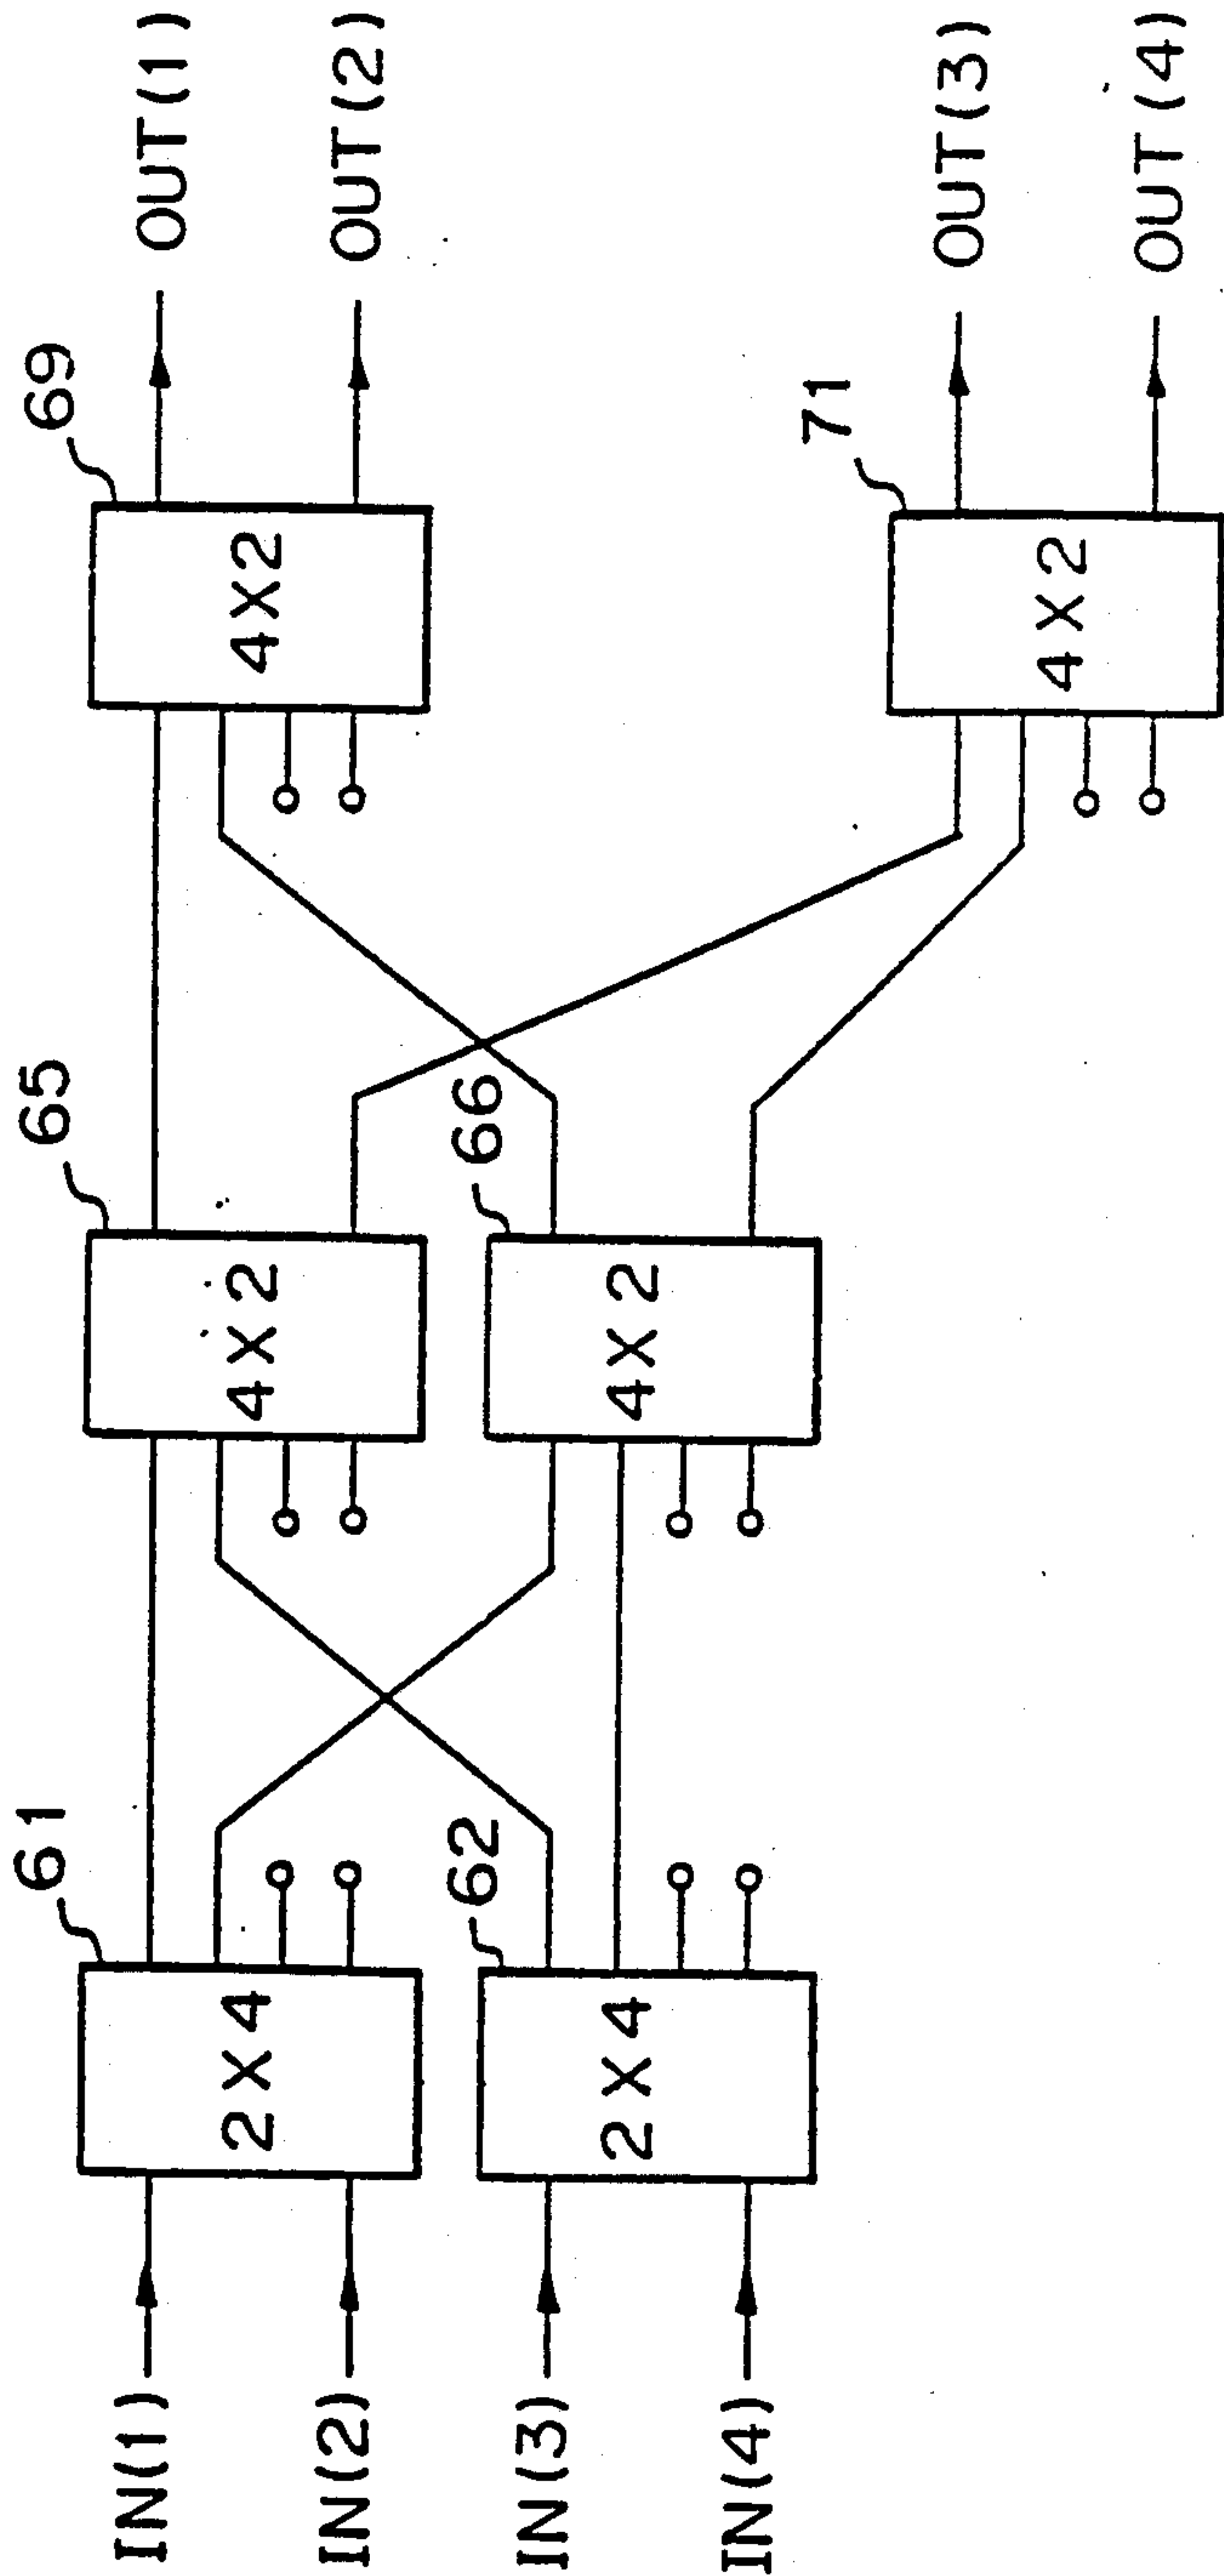 61
65
69
IN(1)
2X4
4X2
4X2
OUT(1)
IN(2)
OUT(2)
62
66
IN(3)
2X4
4X2
IN(4)
71
4X2
OUT(3)
OUT(4)